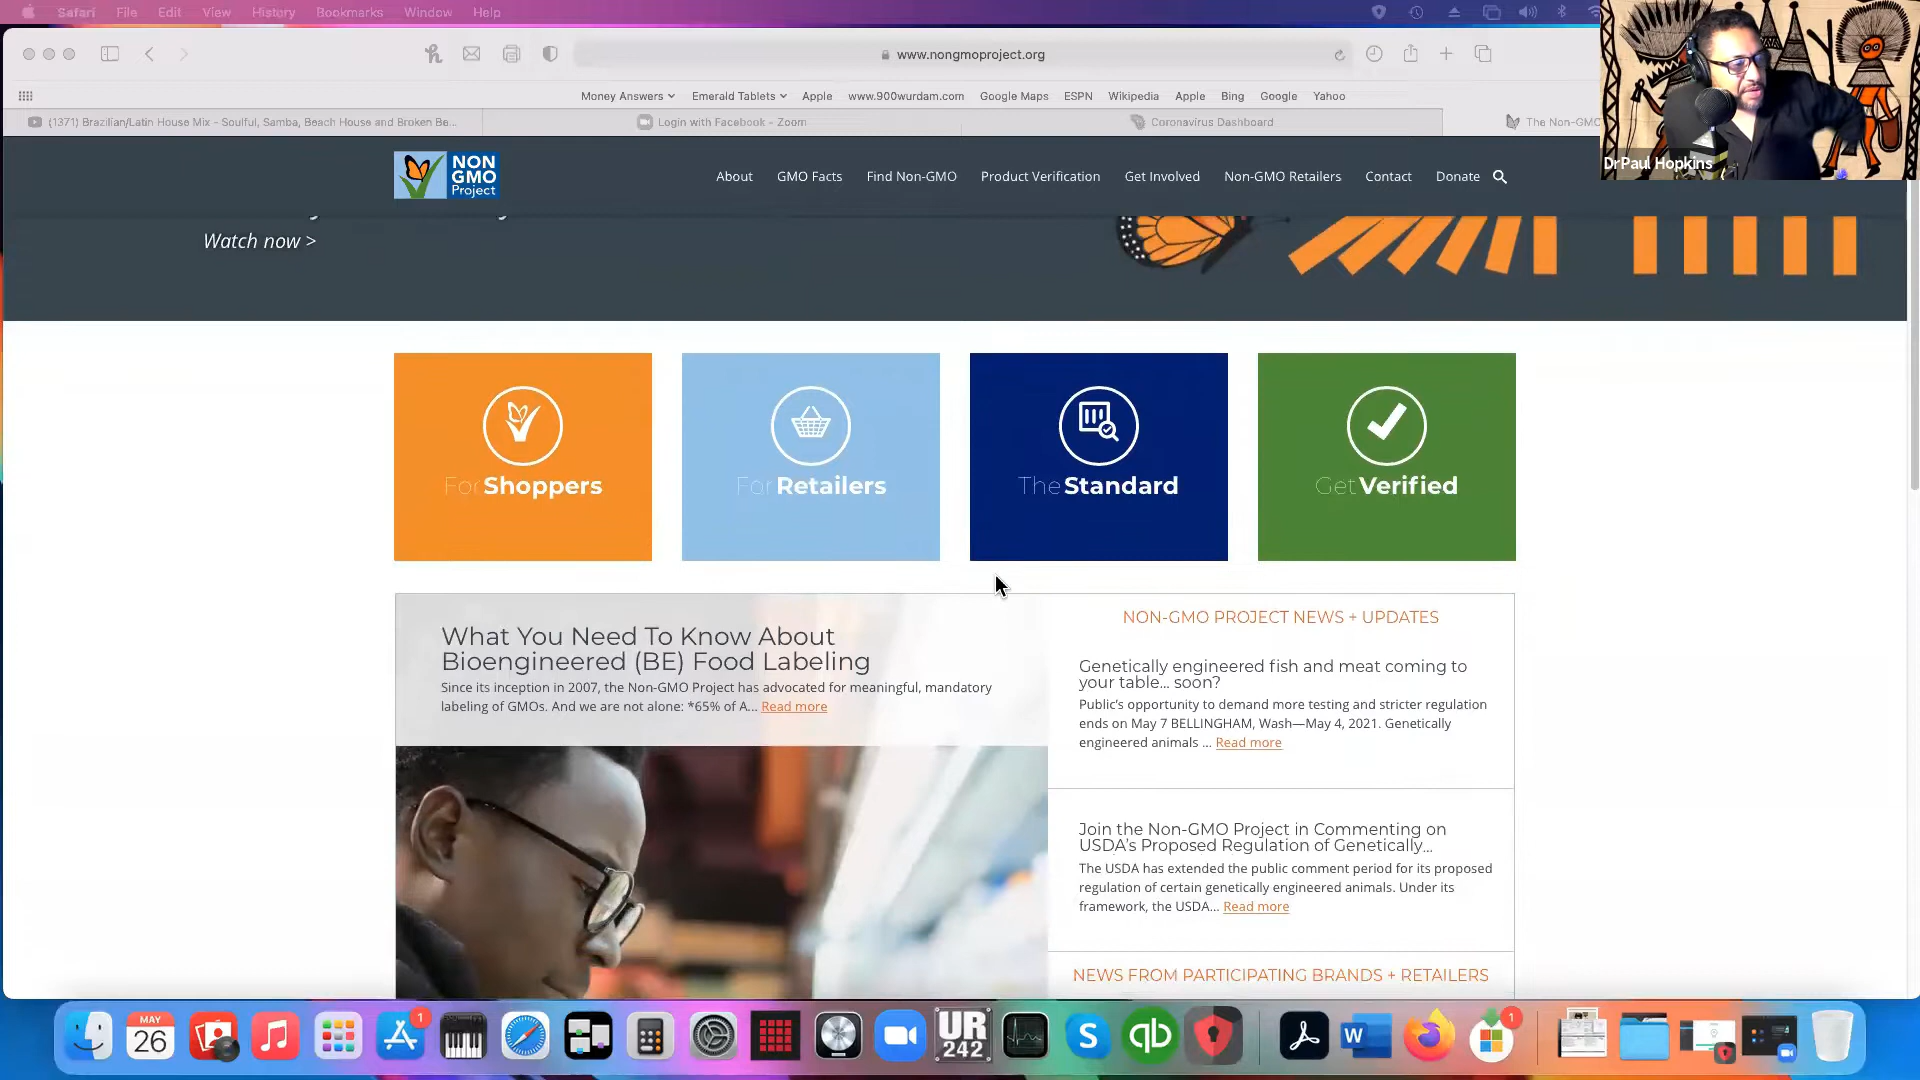 Safari File Edit View History Bookmarks Window Help
www.nongmoproject.org
Money Answers Emerald Tablets Apple www.900wurdam.com Google Maps ESPN Wikipedia Apple Bing Google Yahoo
(1371) Brazilian/Latin House Mix - Soulful, Samba, Beach House and Broken Be... Login with Facebook - Zoom Coronavirus Dashboard The Non-GMO
DrPaul Hopkins
NON
GMO
Project
About GMO Facts Find Non-GMO Product Verification Get Involved Non-GMO Retailers Contact Donate
Watch now >
For Shoppers
For Retailers
The Standard
Get Verified
What You Need To Know About
Bioengineered (BE) Food Labeling
Since its inception in 2007, the Non-GMO Project has advocated for meaningful, mandatory
labeling of GMOs. And we are not alone: *65% of A... Read more
NON-GMO PROJECT NEWS + UPDATES
Genetically engineered fish and meat coming to
your table... soon?
Public's opportunity to demand more testing and stricter regulation
ends on May 7 BELLINGHAM, Wash—May 4, 2021. Genetically
engineered animals ... Read more
Join the Non-GMO Project in Commenting on
USDA's Proposed Regulation of Genetically...
The USDA has extended the public comment period for its proposed
regulation of certain genetically engineered animals. Under its
framework, the USDA... Read more
NEWS FROM PARTICIPATING BRANDS + RETAILERS
MAY
26
1
UR
242
S
qb
W
1